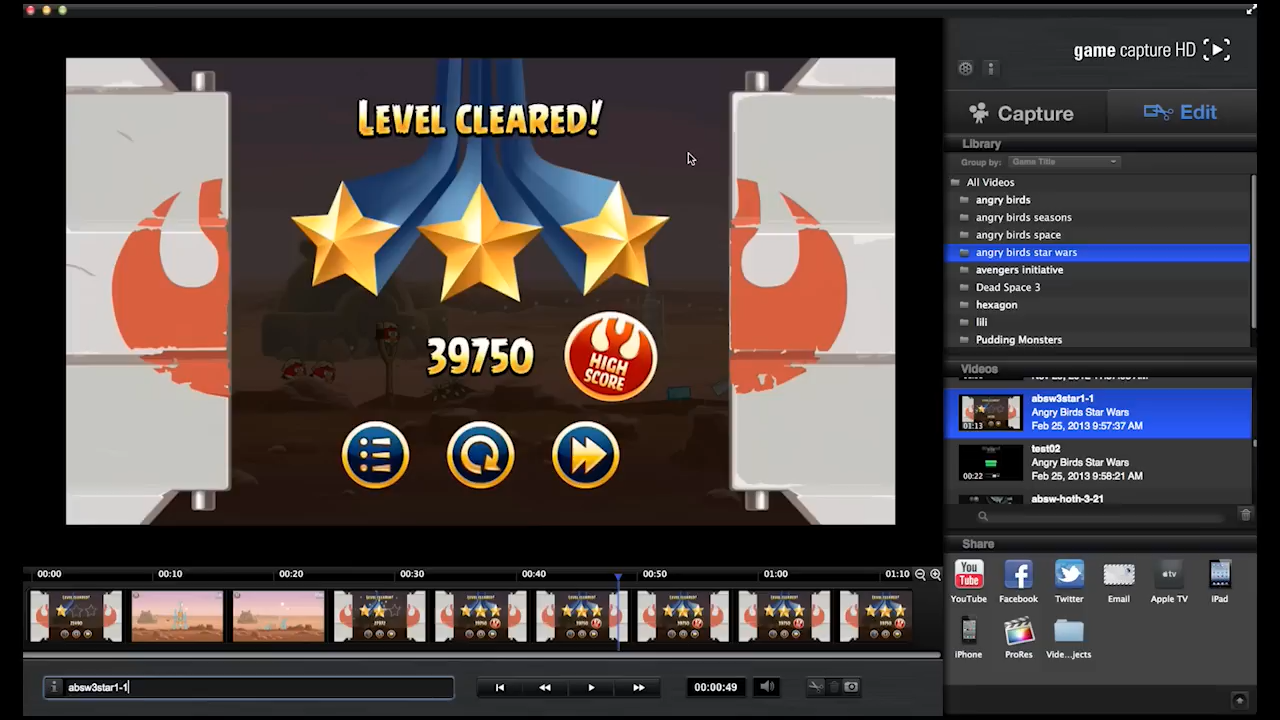 game capture HD
Capture
Edit
Library
Group by: Game Title
All Videos
angry birds
angry birds seasons
angry birds space
angry birds star wars
avengers initiative
Dead Space 3
hexagon
lili
Pudding Monsters
Videos
absw3star1-1
Angry Birds Star Wars
Feb 25, 2013 9:57:37 AM
01:13
test02
Angry Birds Star Wars
Feb 25, 2013 9:58:21 AM
00:22
absw-hoth-3-21
Share
You Tube
YouTube
Facebook
Twitter
Email
tv
Apple TV
iPad
iPhone
ProRes
Vide...jects
LEVEL CLEARED!
39750
HIGH SCORE
00:00 00:10 00:20 00:30 00:40 00:50 01:00 01:10
absw3star1-1
00:00:49